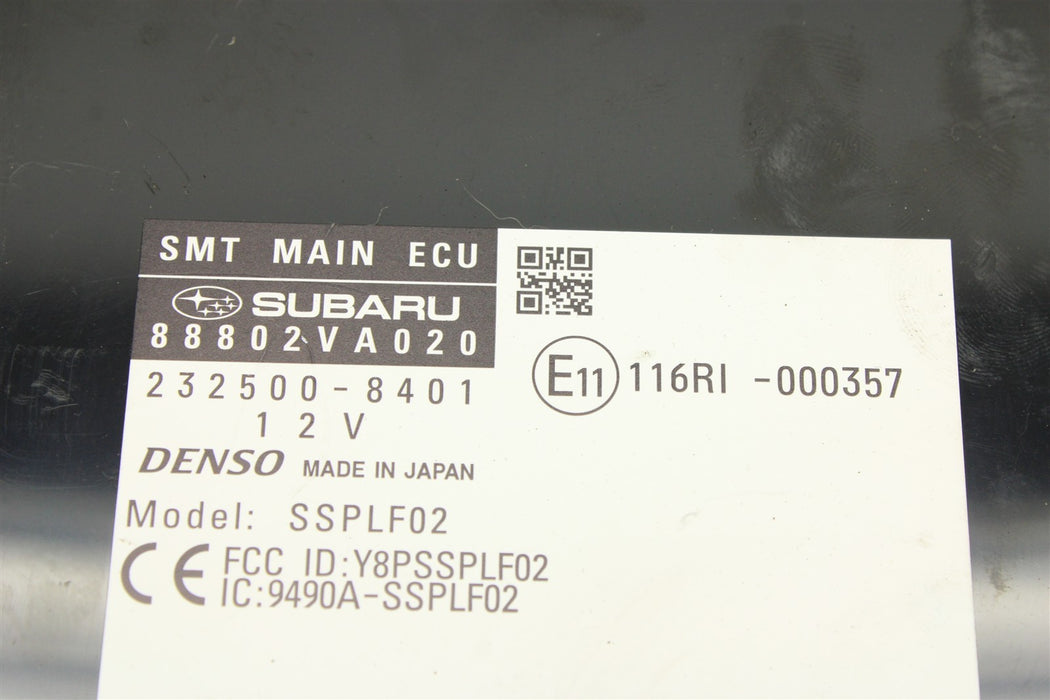 SMT MAIN ECU
SUBARU
88802VA020
232500-8401
12V
DENSO MADE IN JAPAN
Model: SSPLF02
CE FCC ID:Y8PSSPLF02
IC:9490A-SSPLF02
E11 116RI -000357